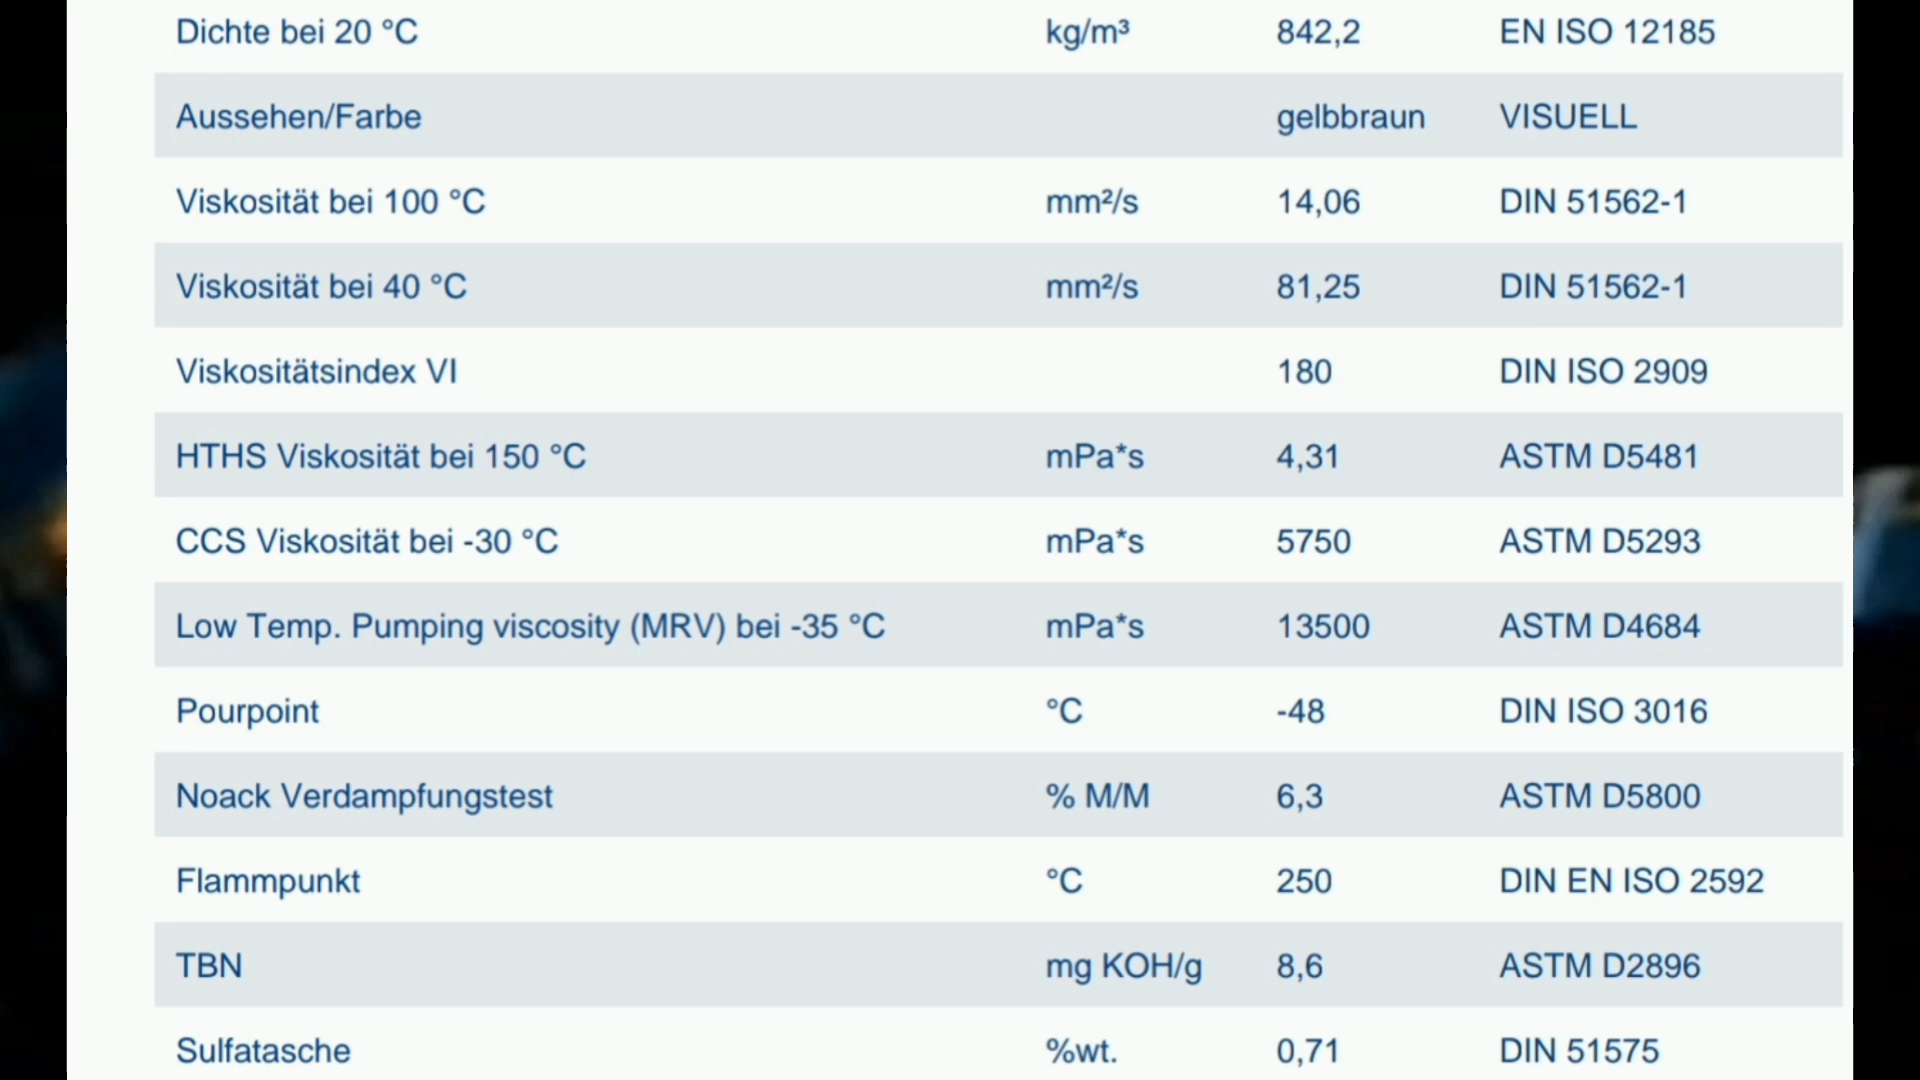 Dichte bei 20 °C kg/m³ 842,2 EN ISO 12185
Aussehen/Farbe gelbbraun VISUELL
Viskosität bei 100 °C mm²/s 14,06 DIN 51562-1
Viskosität bei 40 °C mm²/s 81,25 DIN 51562-1
Viskositätsindex VI 180 DIN ISO 2909
HTHS Viskosität bei 150 °C mPa*s 4,31 ASTM D5481
CCS Viskosität bei -30 °C mPa*s 5750 ASTM D5293
Low Temp. Pumping viscosity (MRV) bei -35 °C mPa*s 13500 ASTM D4684
Pourpoint °C -48 DIN ISO 3016
Noack Verdampfungstest % M/M 6,3 ASTM D5800
Flammpunkt °C 250 DIN EN ISO 2592
TBN mg KOH/g 8,6 ASTM D2896
Sulfatasche %wt. 0,71 DIN 51575